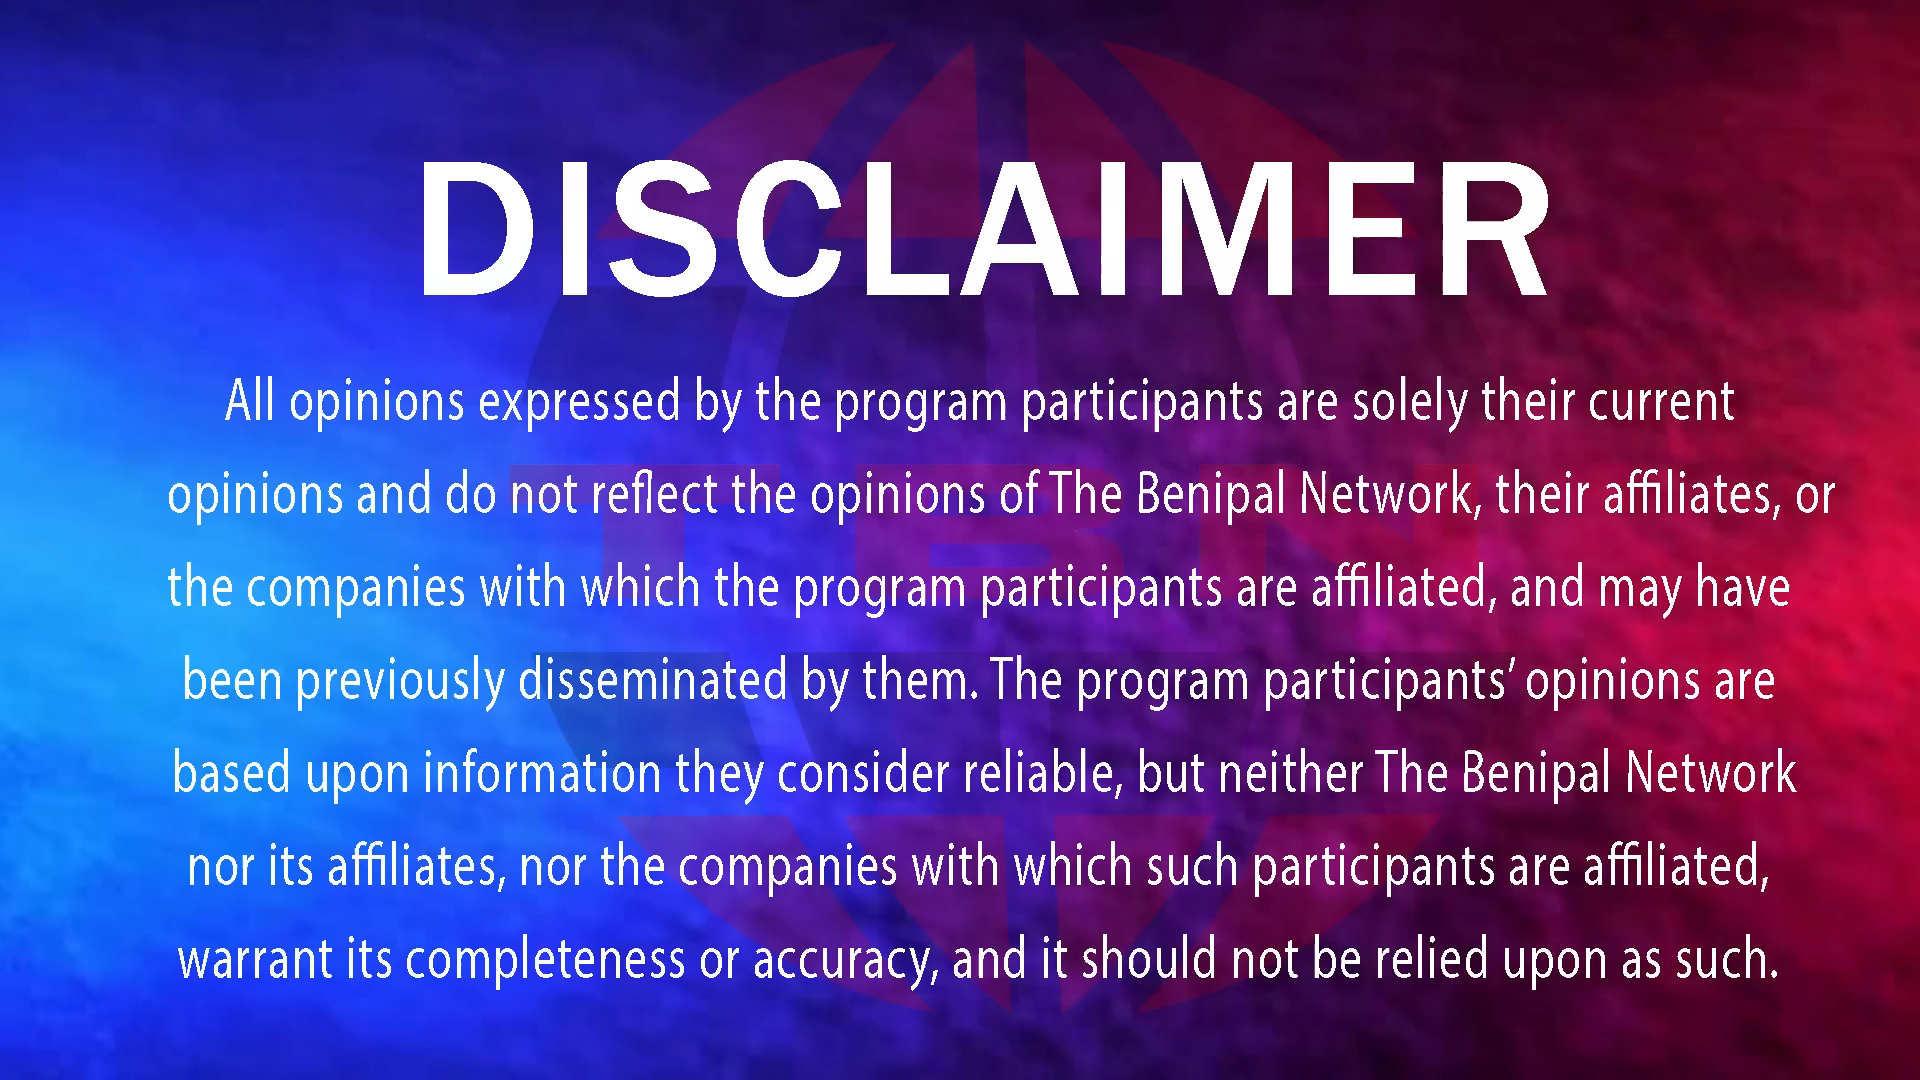 DISCLAIMER
All opinions expressed by the program participants are solely their current
opinions and do not reflect the opinions of The Benipal Network, their affiliates, or
the companies with which the program participants are affiliated, and may have
been previously disseminated by them. The program participants’ opinions are
based upon information they consider reliable, but neither The Benipal Network
nor its affiliates, nor the companies with which such participants are affiliated,
warrant its completeness or accuracy, and it should not be relied upon as such.
TBN